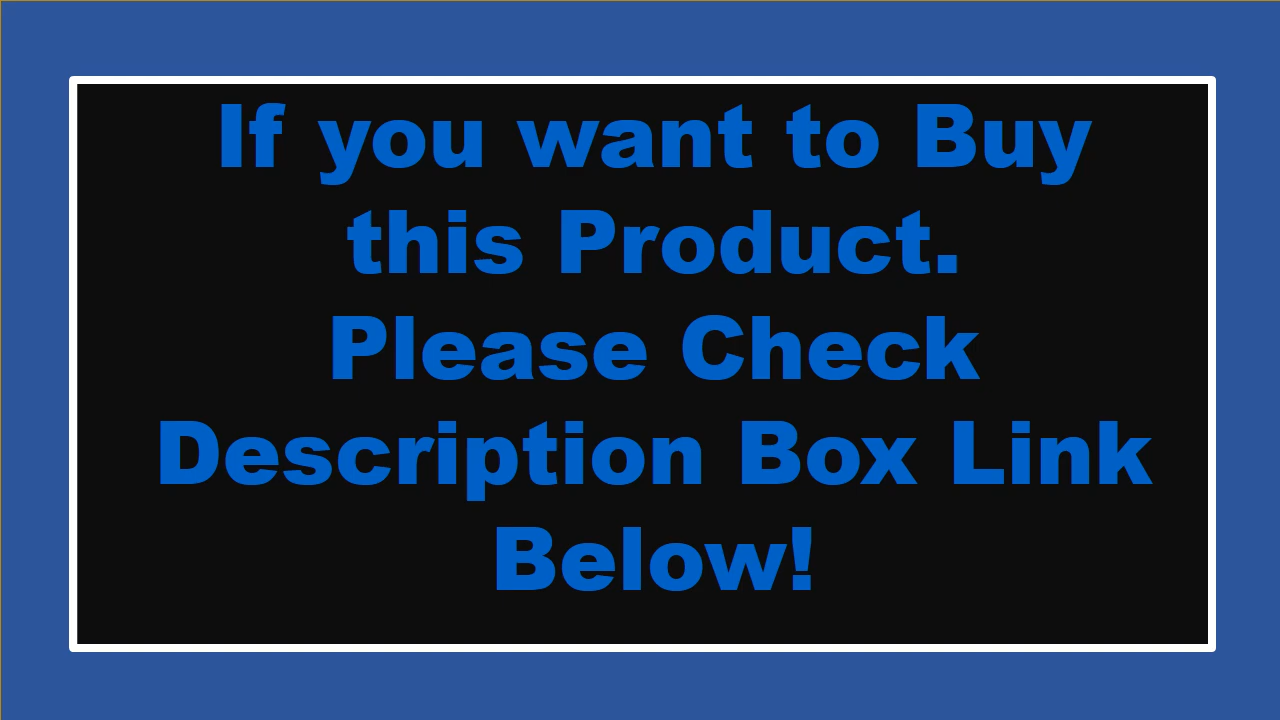 If you want to Buy
this Product.
Please Check
Description Box Link
Below!